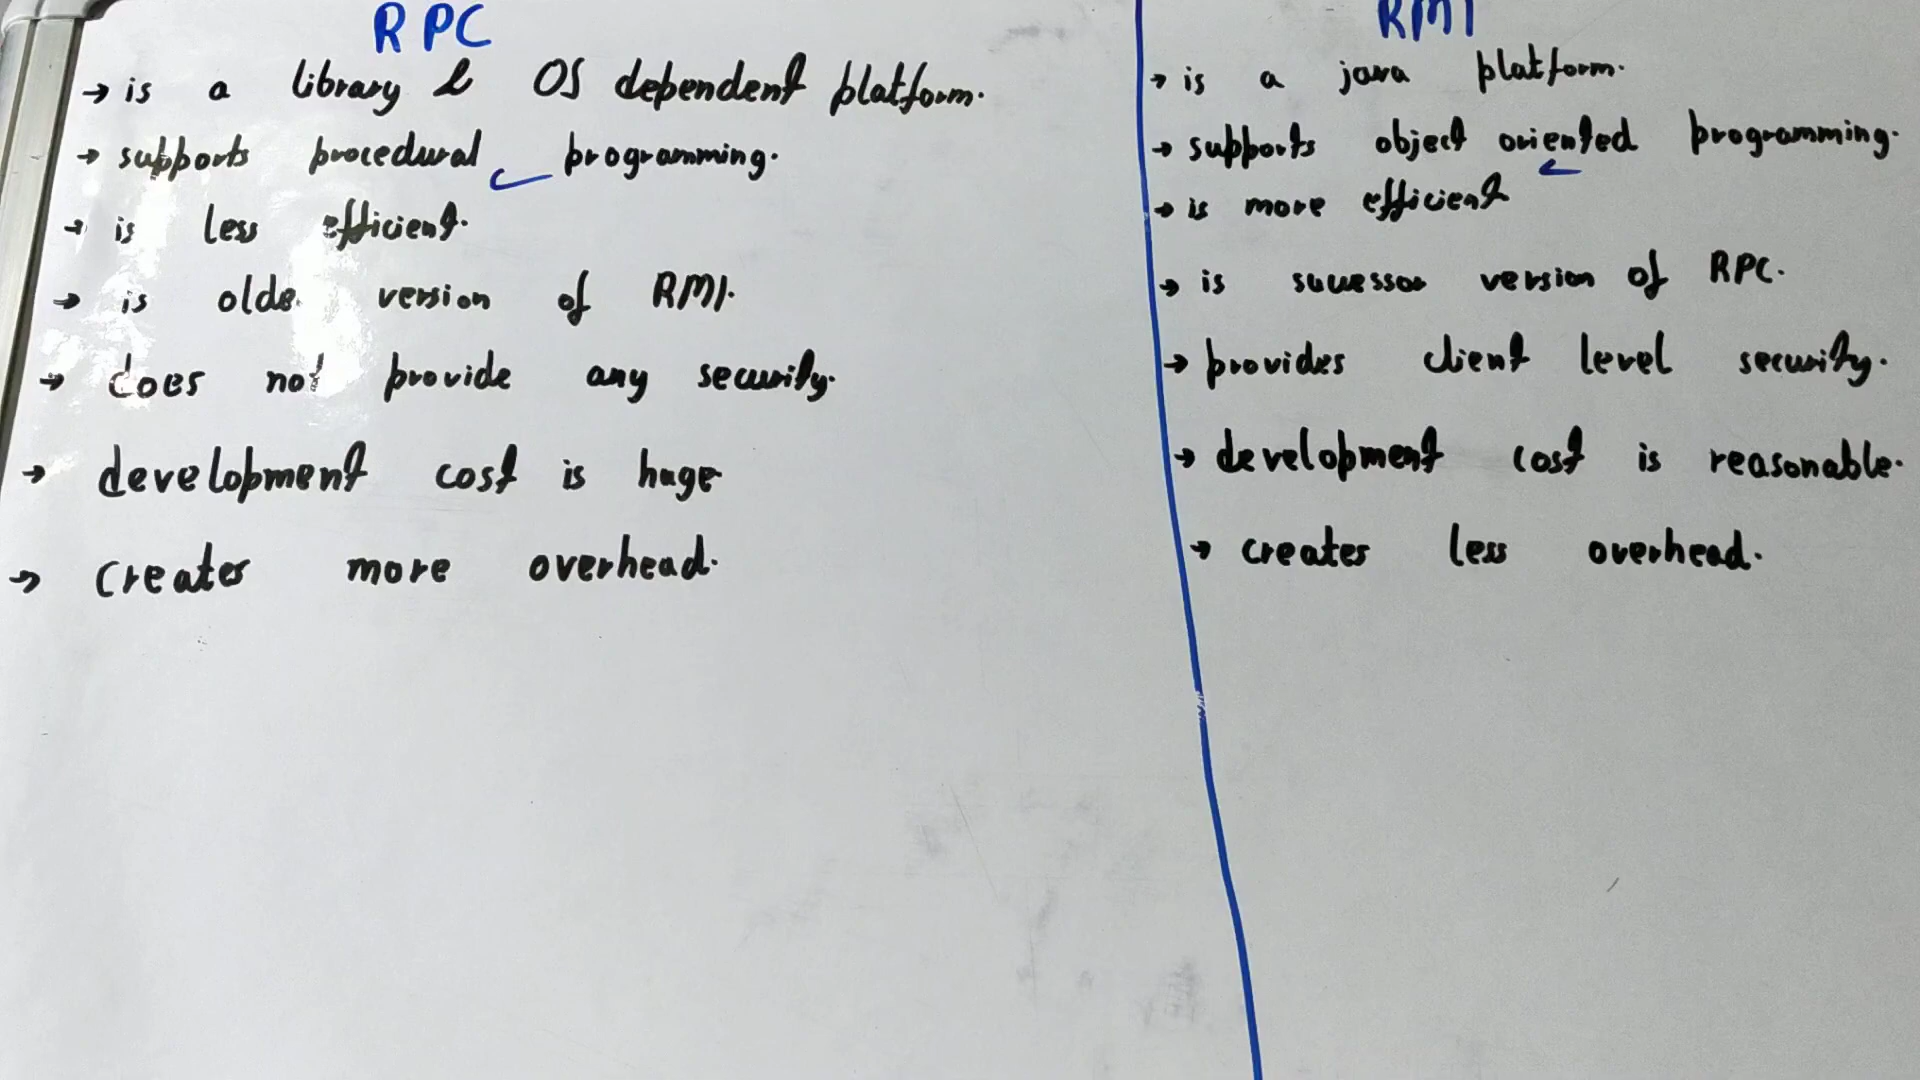 RPC
→ is a library & OS dependent platform.
→ supports procedural programming.
→ is less efficient.
→ is olde version of RMI.
→ does not provide any security.
→ development cost is huge
→ creates more overhead.
RMI
→ is a java platform.
→ supports object oriented programming.
→ is more efficient
→ is sucessor version of RPC.
→ provides client level security.
→ development cost is reasonable.
→ creates less overhead.